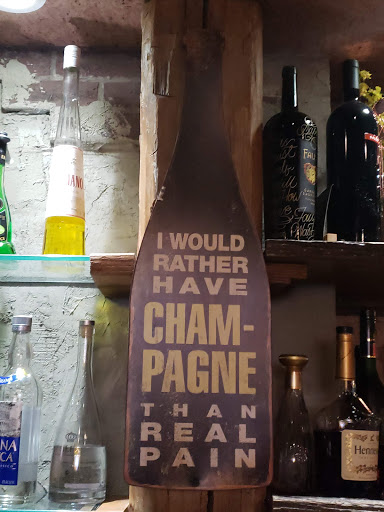 I WOULD
RATHER
HAVE
CHAM-
PAGNE
THAN
REAL
PAIN